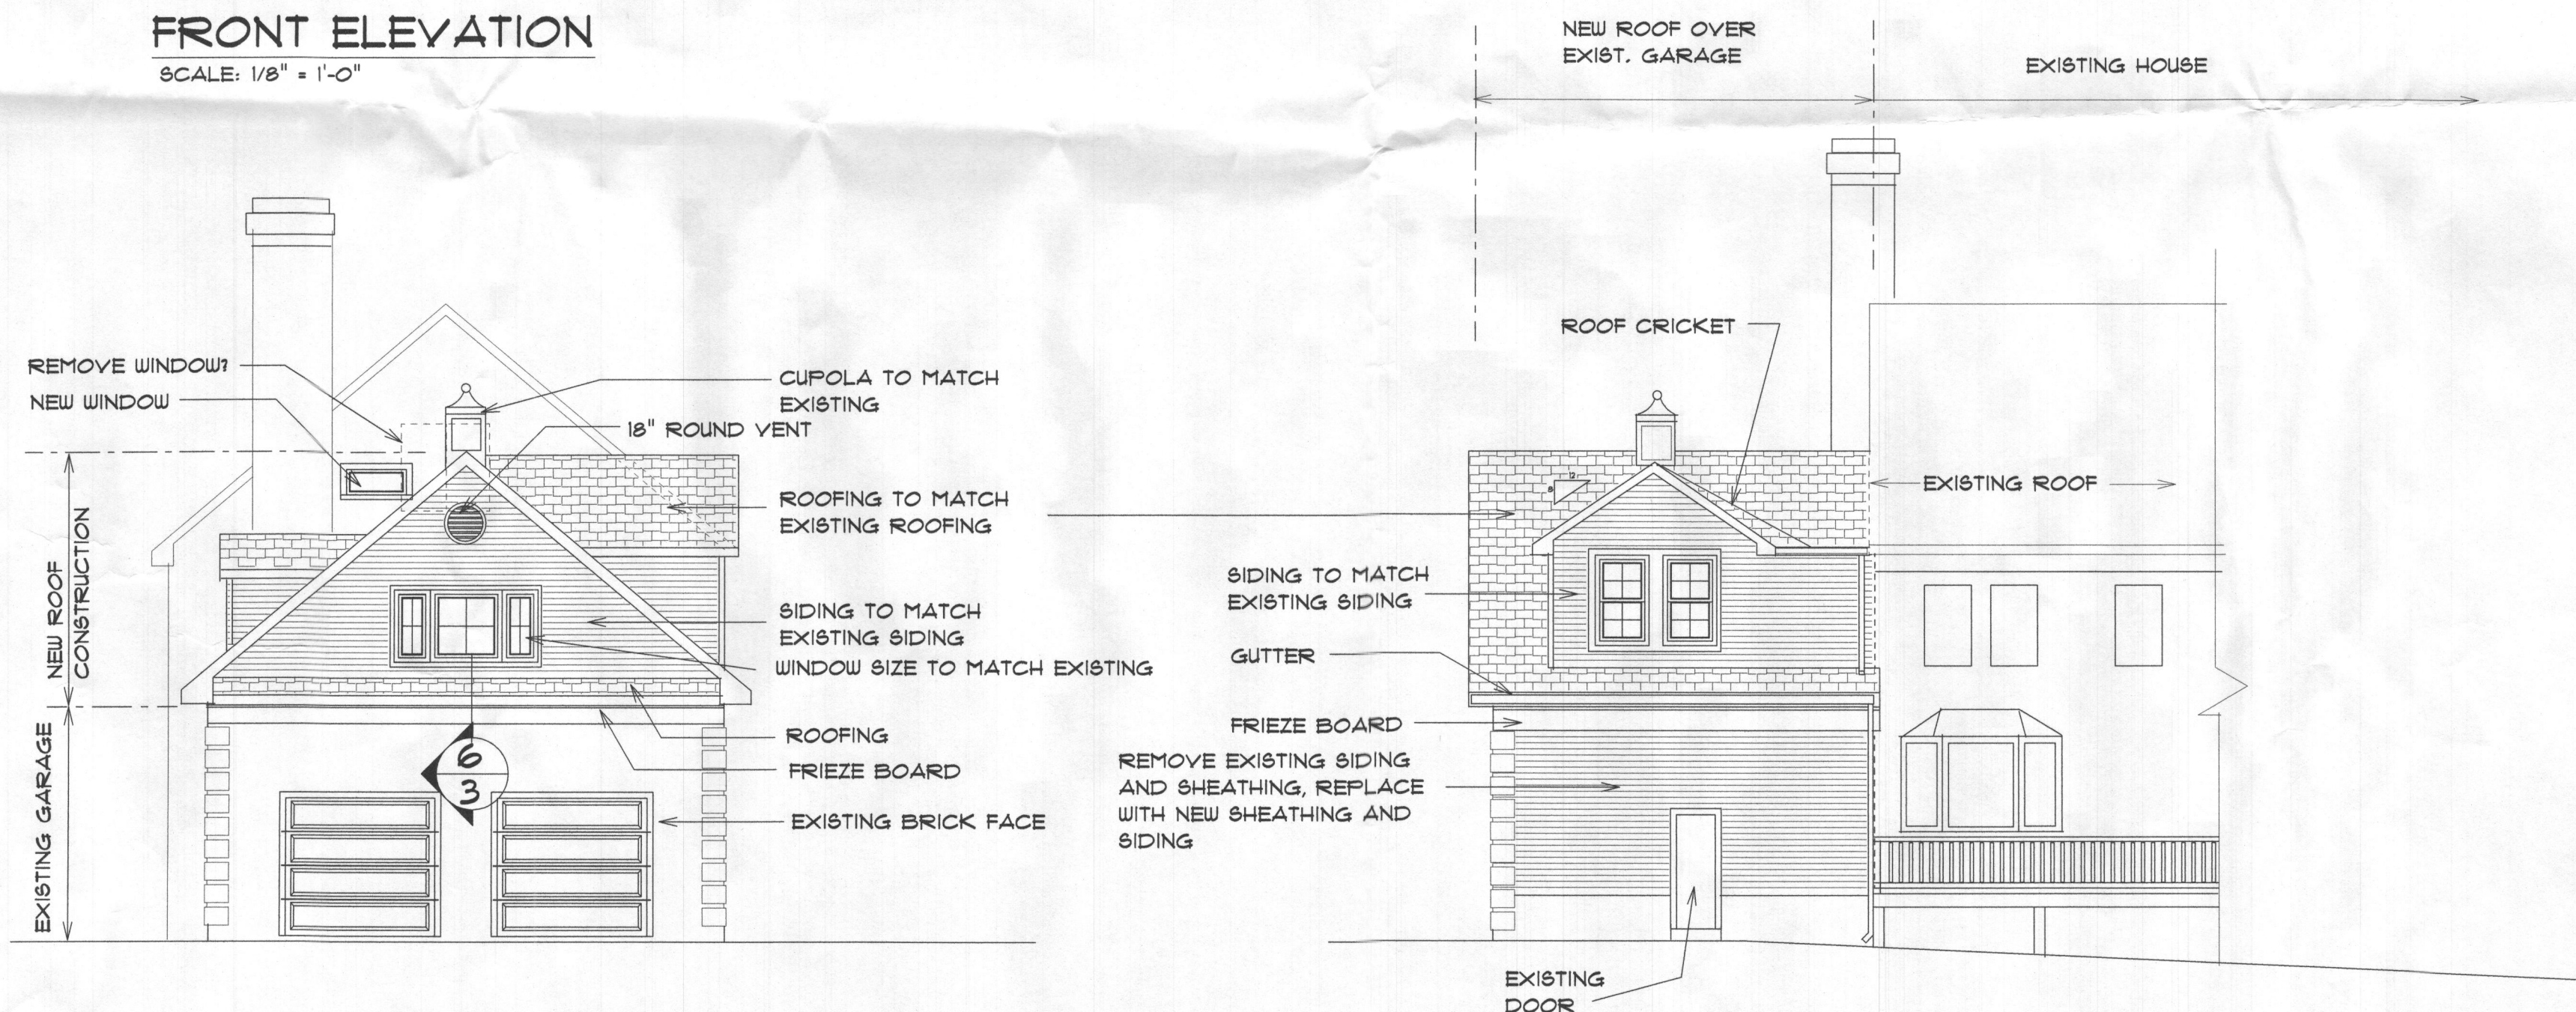 FRONT ELEVATION
SCALE: 1/8" = 1'-0"
NEW ROOF OVER
EXIST. GARAGE
EXISTING HOUSE
REMOVE WINDOW?
NEW WINDOW
CUPOLA TO MATCH
EXISTING
18" ROUND VENT
ROOFING TO MATCH
EXISTING ROOFING
SIDING TO MATCH
EXISTING SIDING
WINDOW SIZE TO MATCH EXISTING
ROOFING
FRIEZE BOARD
EXISTING BRICK FACE
NEW ROOF
CONSTRUCTION
EXISTING GARAGE
6
3
ROOF CRICKET
12
8
EXISTING ROOF
SIDING TO MATCH
EXISTING SIDING
GUTTER
FRIEZE BOARD
REMOVE EXISTING SIDING
AND SHEATHING, REPLACE
WITH NEW SHEATHING AND
SIDING
EXISTING
DOOR